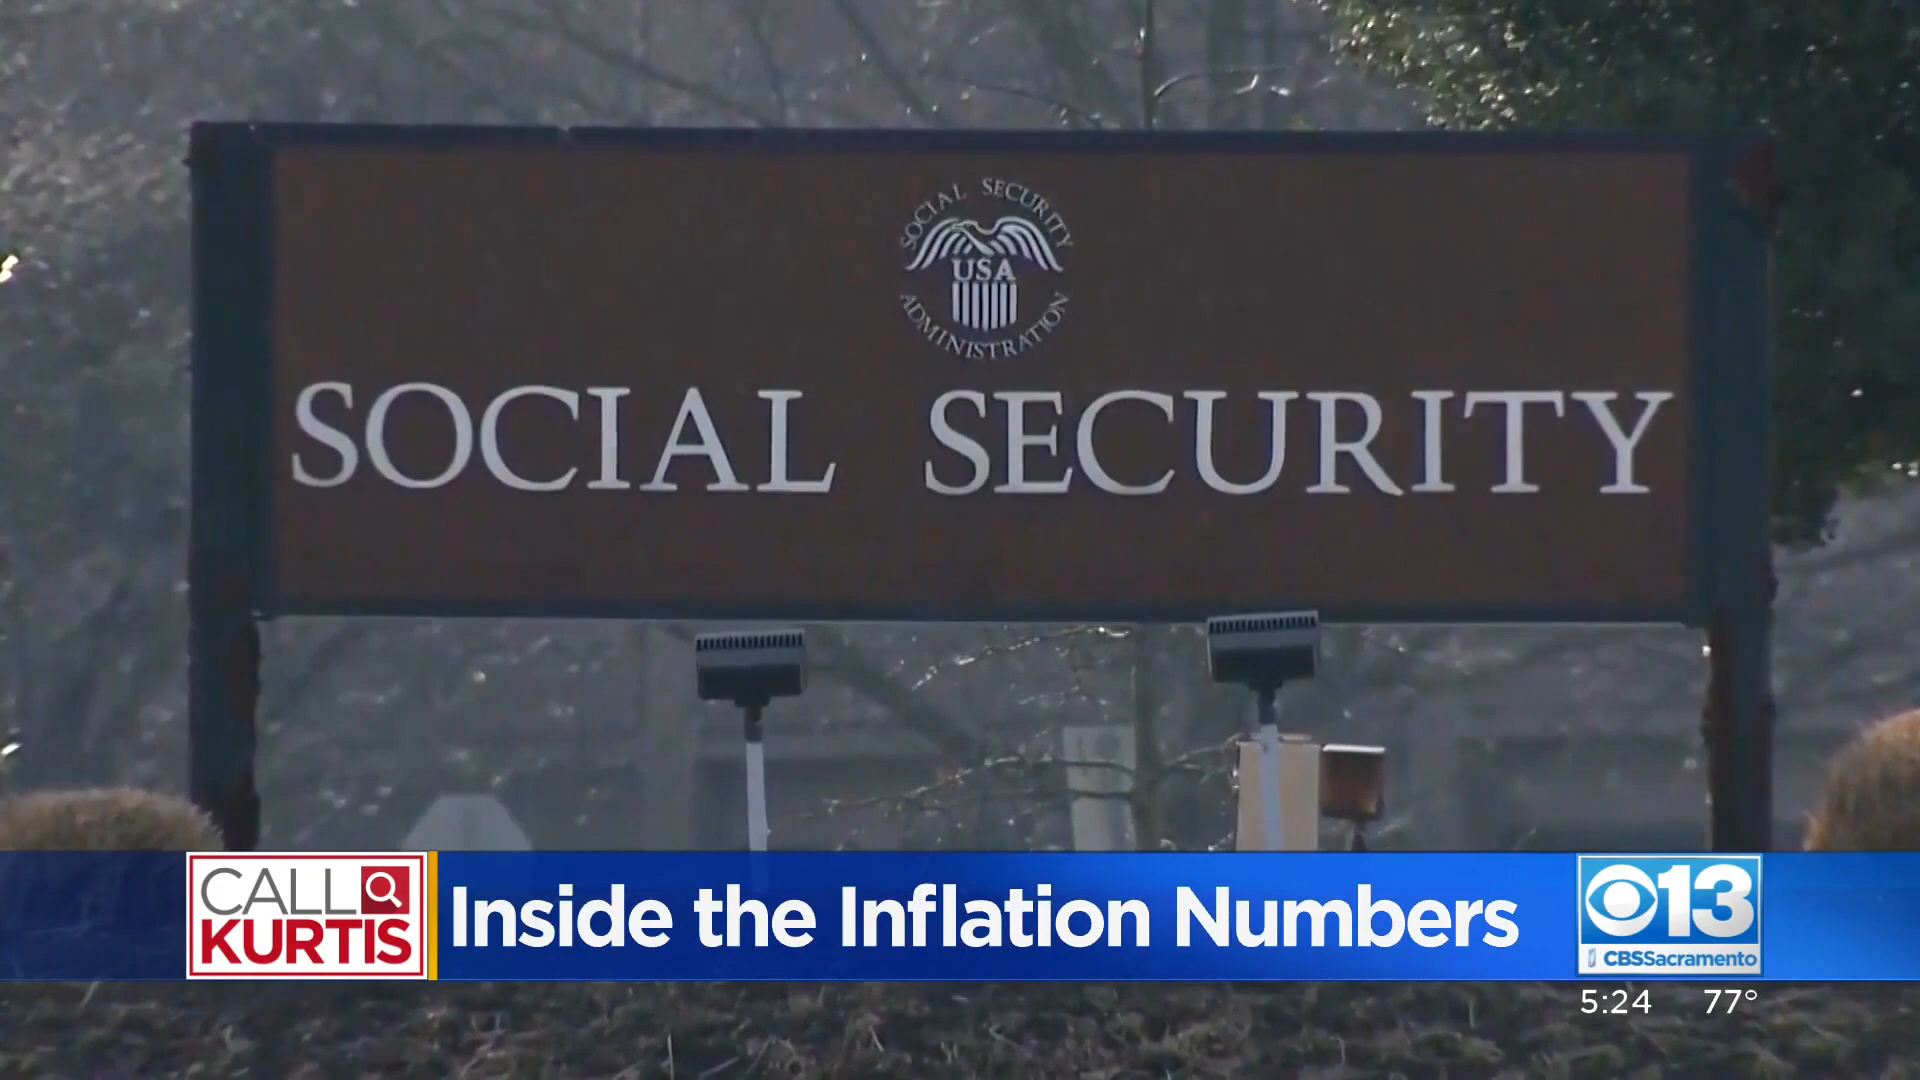 SOCIAL SECURITY
USA
ADMINISTRATION
SOCIAL SECURITY
CALL
KURTIS
Inside the Inflation Numbers
13
CBSSacramento
5:24 77°